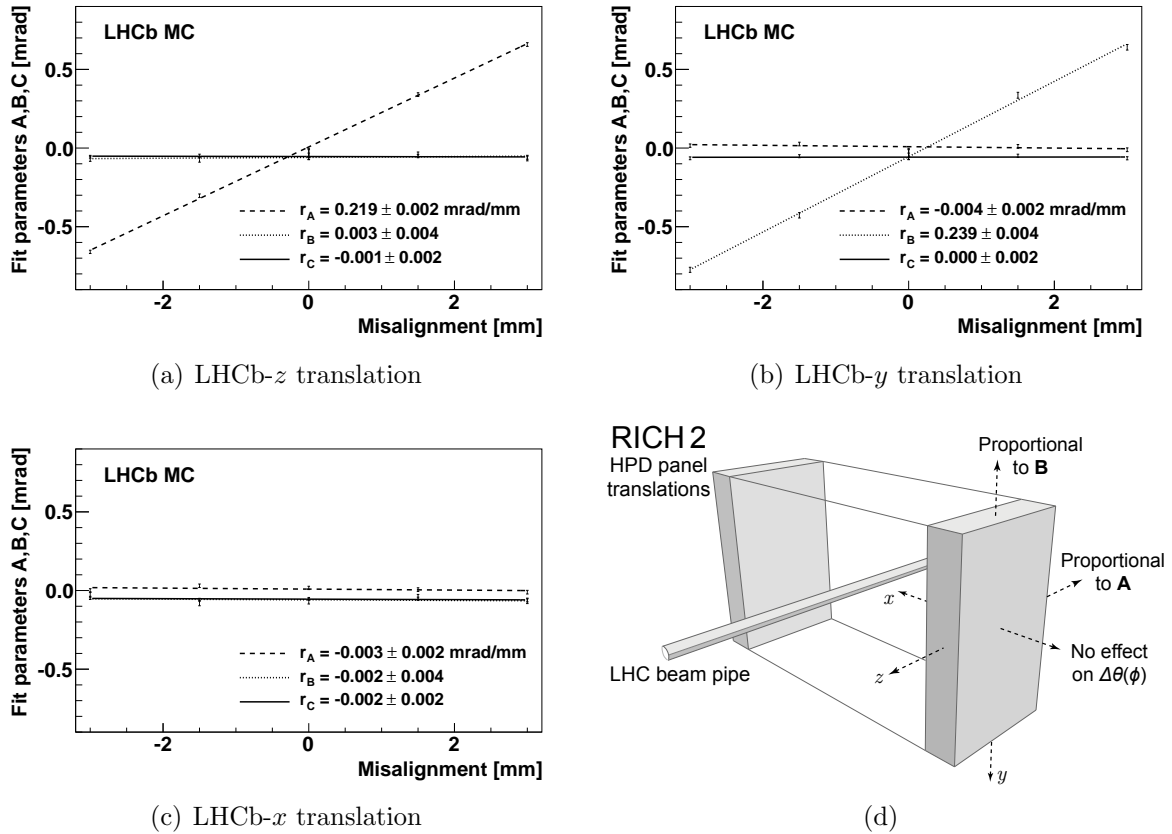 LHCb MC
Fit parameters A,B,C [mrad]
0.5
0.0
-0.5
r_A = 0.219 ± 0.002 mrad/mm
r_B = 0.003 ± 0.004
r_C = -0.001 ± 0.002
-2 0 2
Misalignment [mm]
(a) LHCb-z translation
LHCb MC
Fit parameters A,B,C [mrad]
0.5
0.0
-0.5
r_A = -0.004 ± 0.002 mrad/mm
r_B = 0.239 ± 0.004
r_C = 0.000 ± 0.002
-2 0 2
Misalignment [mm]
(b) LHCb-y translation
LHCb MC
Fit parameters A,B,C [mrad]
0.5
0.0
-0.5
r_A = -0.003 ± 0.002 mrad/mm
r_B = -0.002 ± 0.004
r_C = -0.002 ± 0.002
-2 0 2
Misalignment [mm]
(c) LHCb-x translation
RICH 2
HPD panel
translations
Proportional
to B
Proportional
to A
x
No effect
on Δθ(ϕ)
z
LHC beam pipe
y
(d)